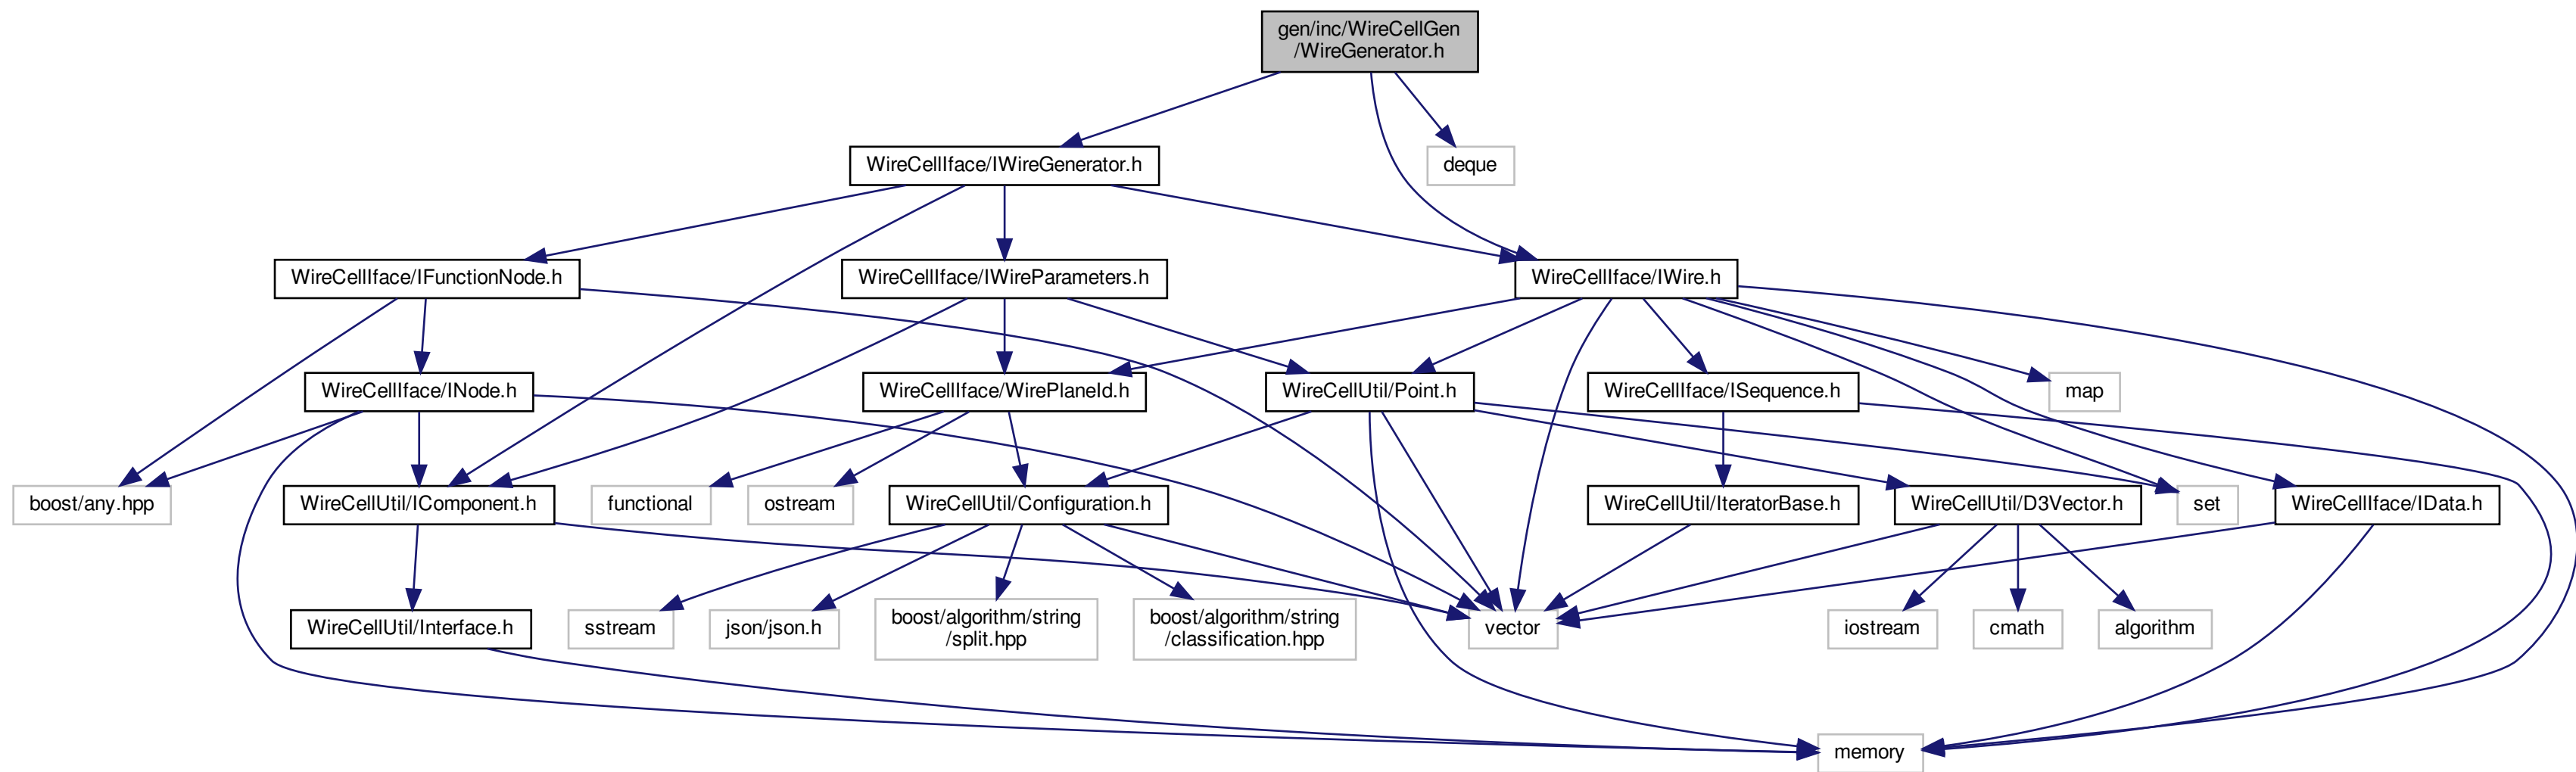 gen/inc/WireCellGen
/WireGenerator.h
WireCellIface/IWireGenerator.h
deque
WireCellIface/IFunctionNode.h
WireCellIface/IWireParameters.h
WireCellIface/IWire.h
WireCellIface/INode.h
WireCellIface/WirePlaneId.h
WireCellUtil/Point.h
WireCellIface/ISequence.h
map
boost/any.hpp
WireCellUtil/IComponent.h
functional
ostream
WireCellUtil/Configuration.h
WireCellUtil/IteratorBase.h
WireCellUtil/D3Vector.h
set
WireCellIface/IData.h
WireCellUtil/Interface.h
sstream
json/json.h
boost/algorithm/string
/split.hpp
boost/algorithm/string
/classification.hpp
vector
iostream
cmath
algorithm
memory